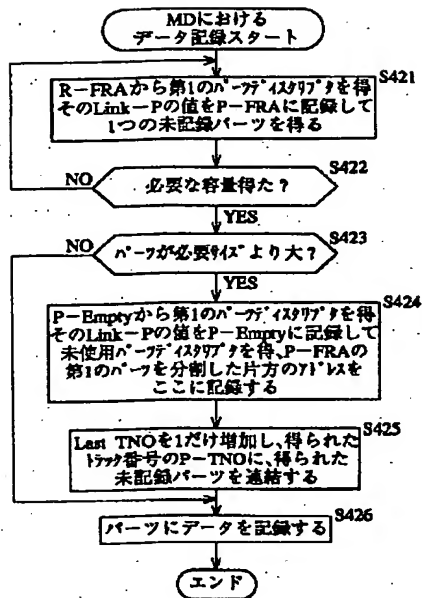 MDにおける
データ記録スタート
S421
R-FRAから第1のパーツディスクリプタを得
そのLink-Pの値をP-FRAに記録して
1つの未記録パーツを得る
S422
NO
必要な容量得た?
YES
S423
NO
パーツが必要サイズより大?
YES
S424
P-Emptyから第1のパーツディスクリプタを得
そのLink-Pの値をP-Emptyに記録して
未使用パーツディスクリプタを得、P-FRAの
第1のパーツを分割した片方のアドレスを
ここに記録する
S425
Last TNOを1だけ増加し、得られた
トラック番号のP-TNOに、得られた
未記録パーツを連結する
S426
パーツにデータを記録する
エンド